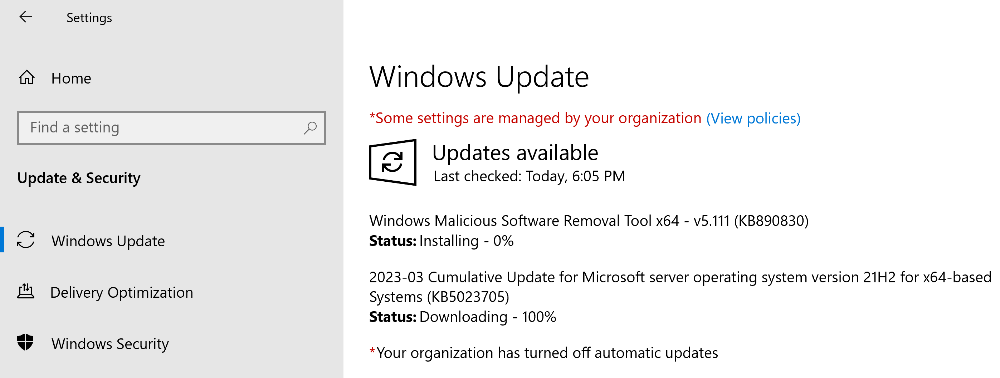 Settings
Home
Find a setting
Update & Security
Windows Update
Delivery Optimization
Windows Security
Windows Update
*Some settings are managed by your organization (View policies)
Updates available
Last checked: Today, 6:05 PM
Windows Malicious Software Removal Tool x64 - v5.111 (KB890830)
Status: Installing - 0%
2023-03 Cumulative Update for Microsoft server operating system version 21H2 for x64-based
Systems (KB5023705)
Status: Downloading - 100%
*Your organization has turned off automatic updates